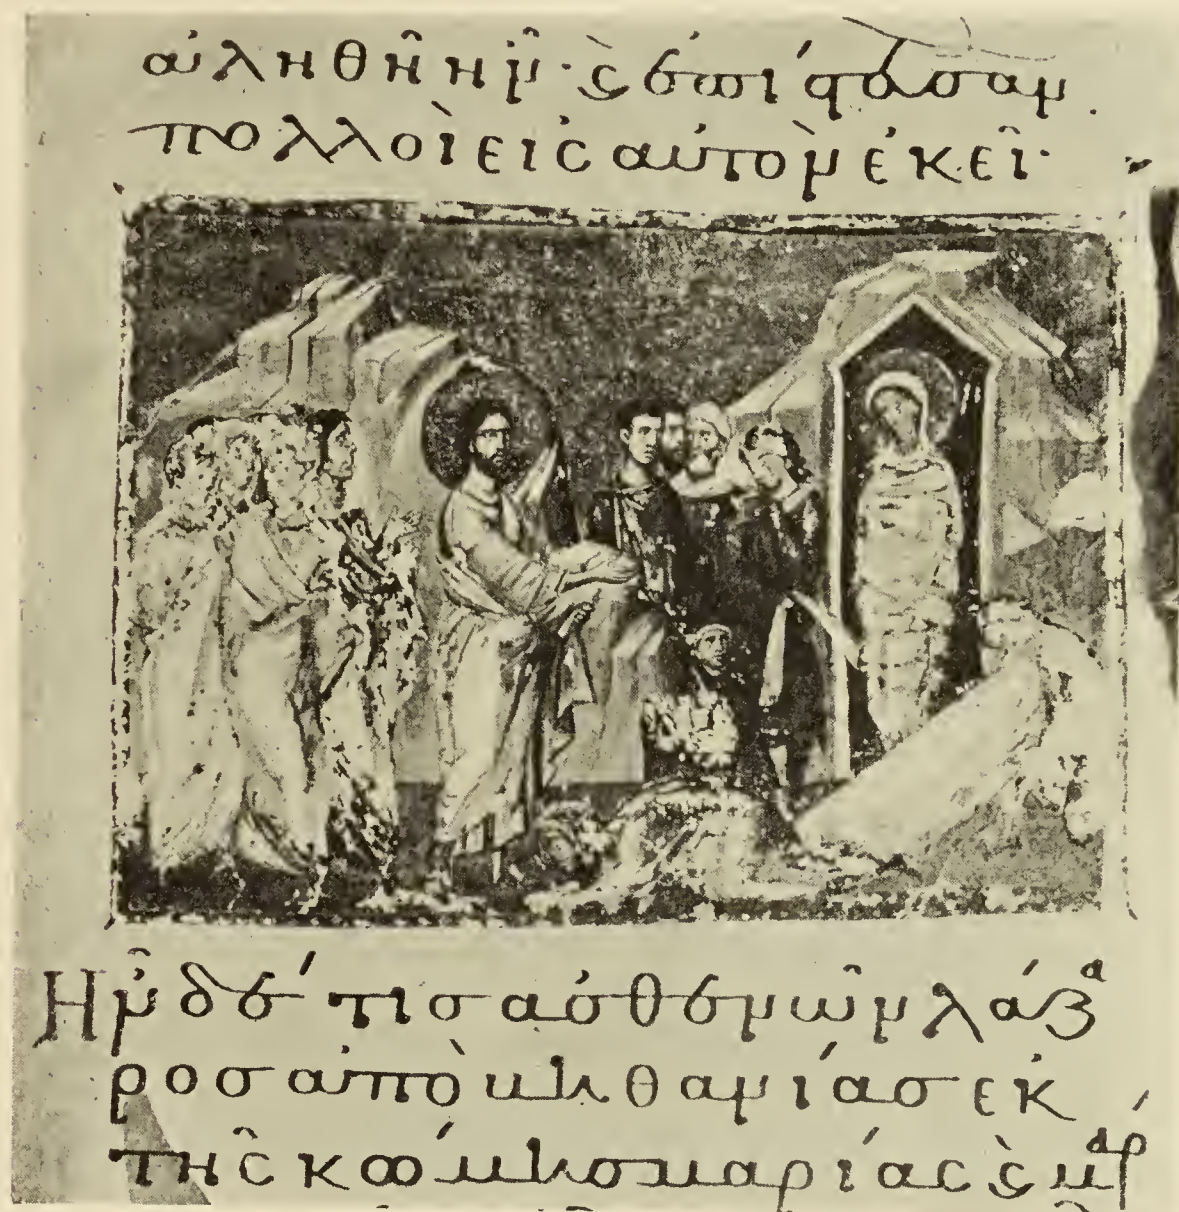 ἀληθῆ ἦν· ϗ ἐπίστευσαν
πολλοὶ εἰς αὐτὸν ἐκεῖ·
Ἦν δέ τις ἀσθενῶν λάζα
ρος ἀπὸ βηθανίας ἐκ
τῆς κώμης μαρίας ϗ μαρ